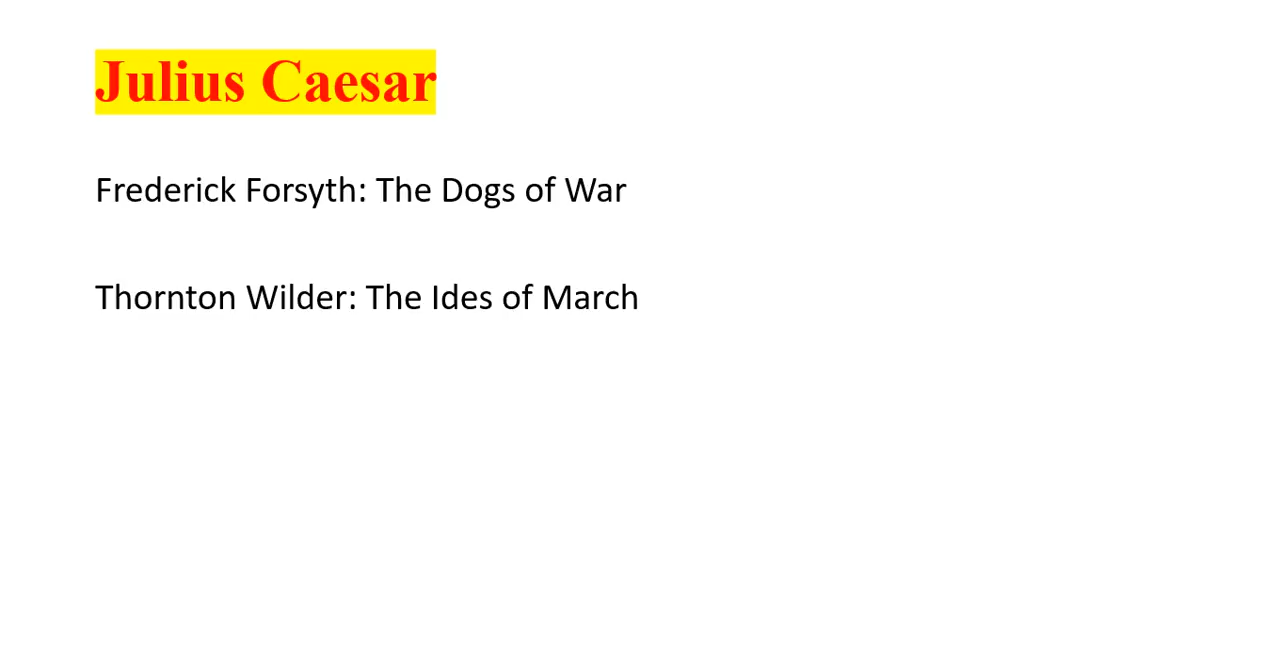 Julius Caesar
Frederick Forsyth: The Dogs of War
Thornton Wilder: The Ides of March